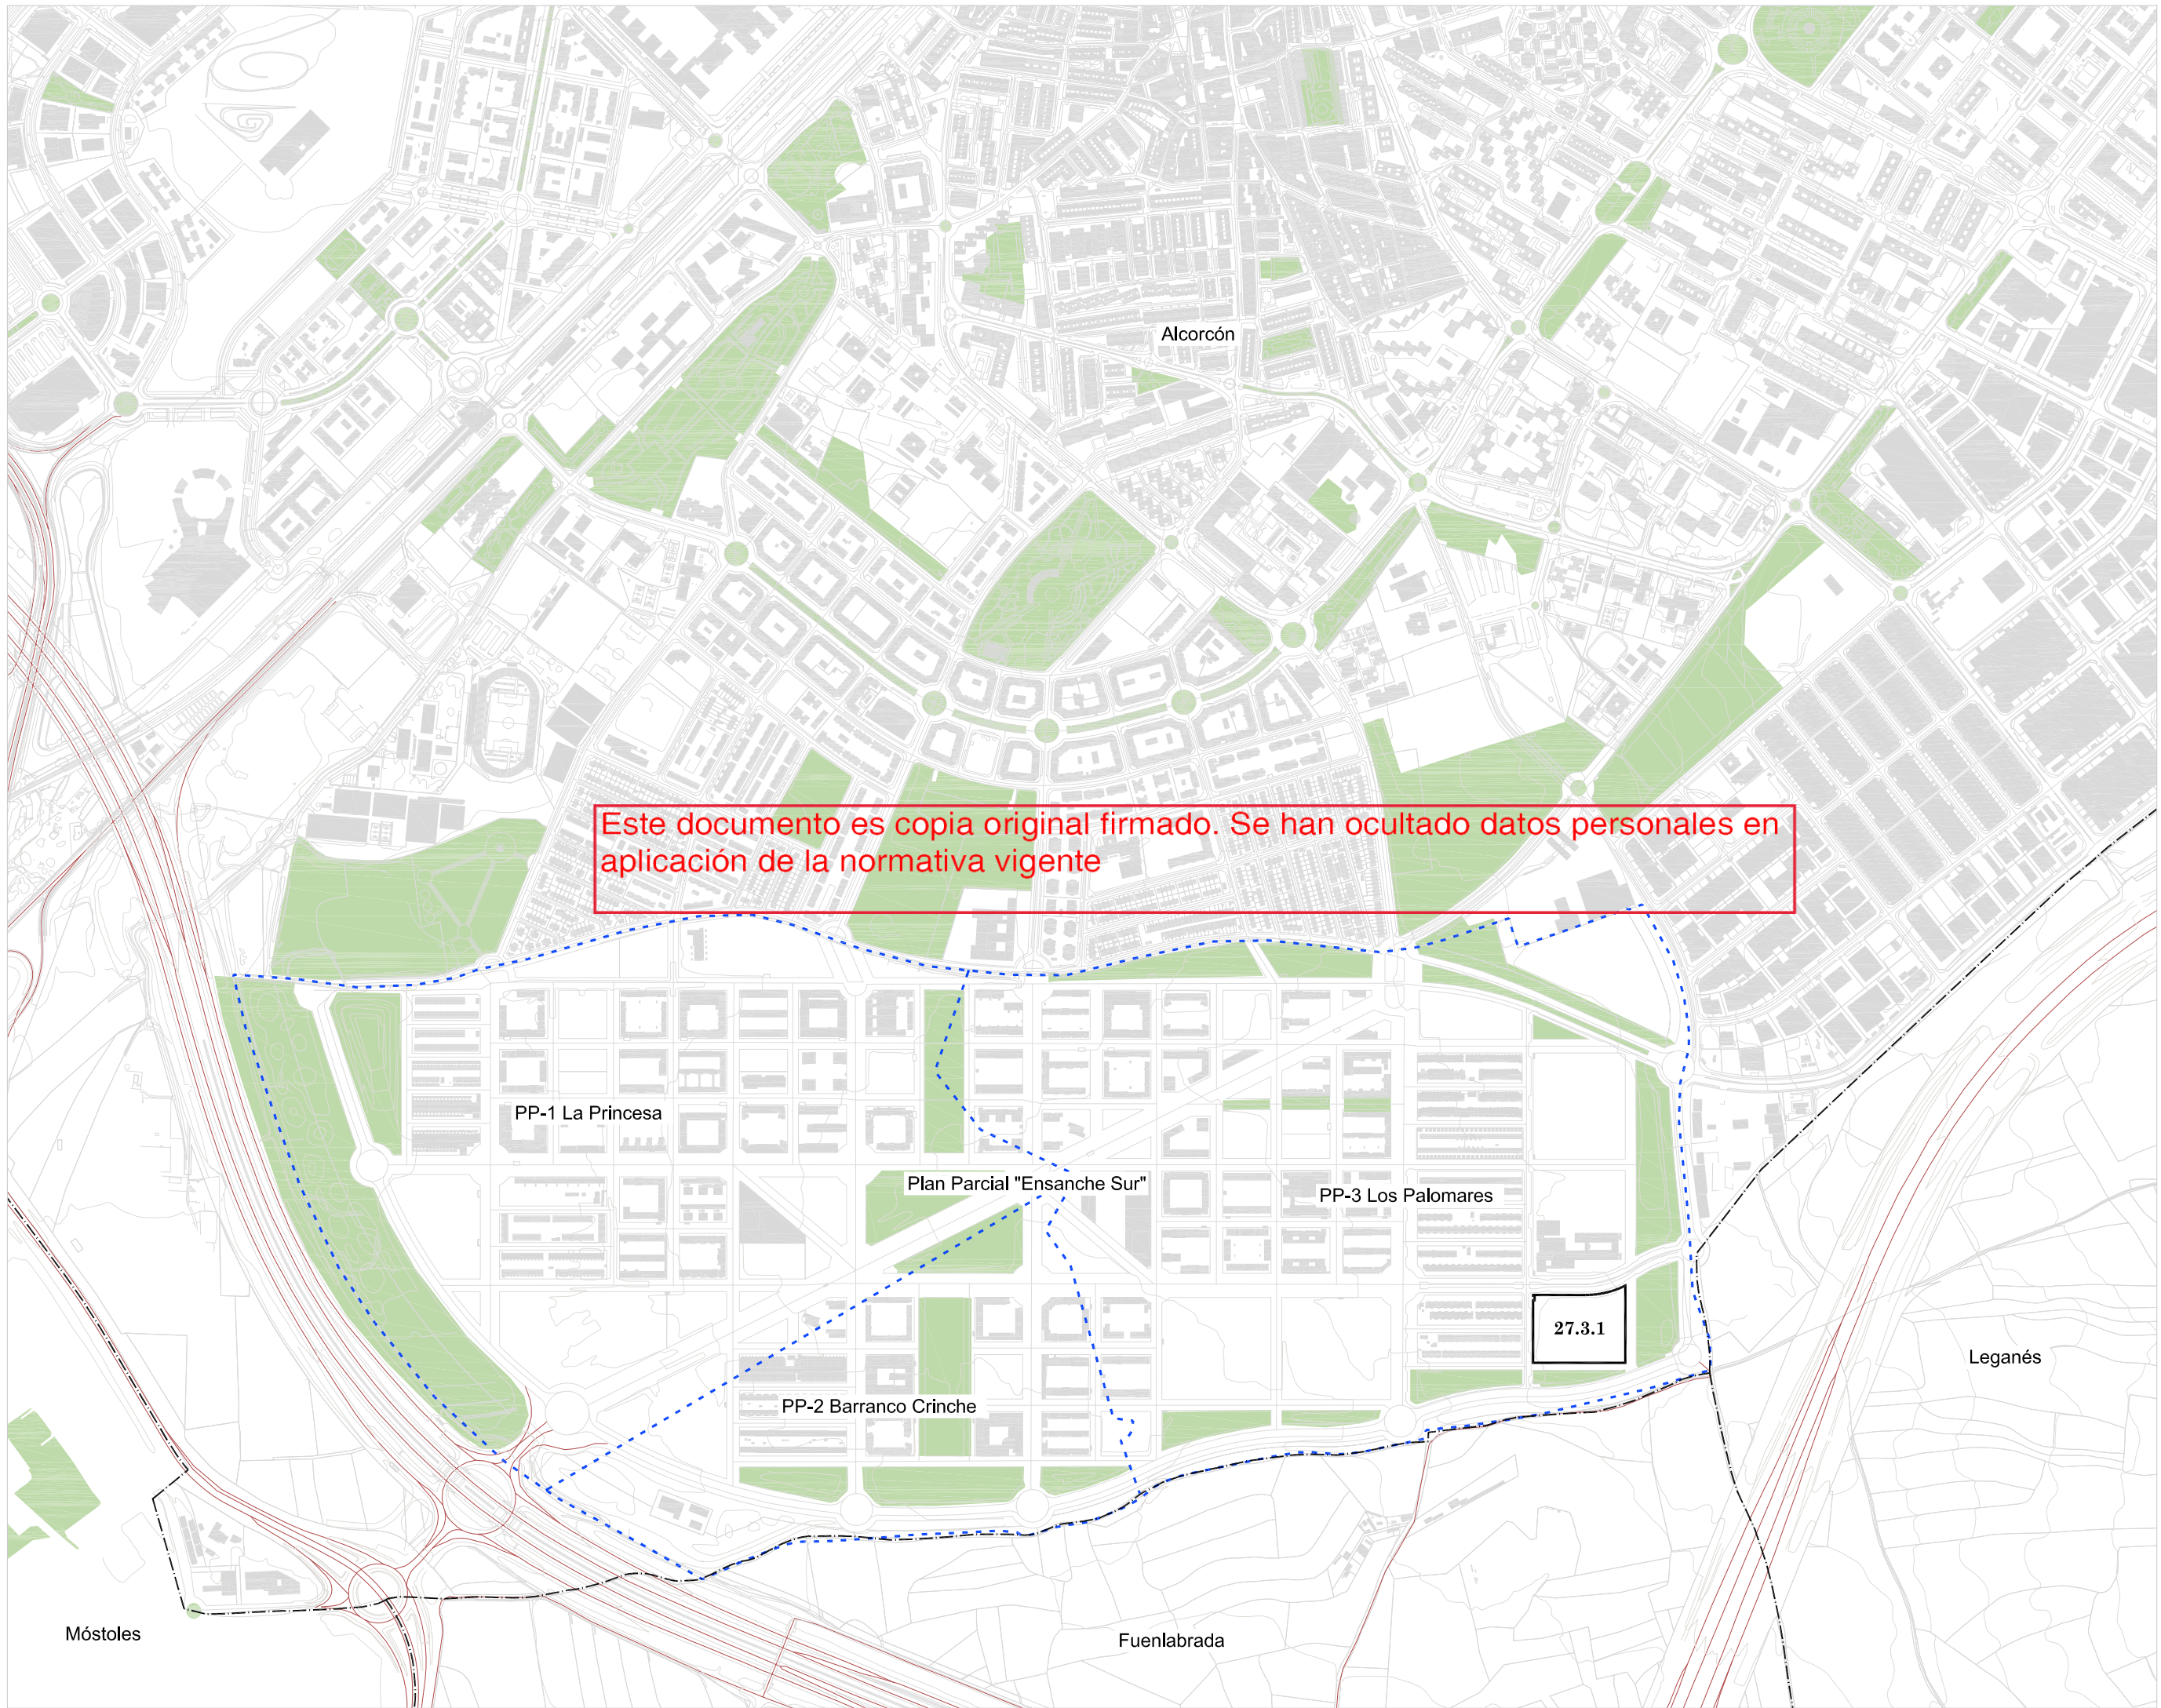 Alcorcón
Este documento es copia original firmado. Se han ocultado datos personales en
aplicación de la normativa vigente
PP-1 La Princesa
Plan Parcial "Ensanche Sur"
PP-3 Los Palomares
27.3.1
Leganés
PP-2 Barranco Crinche
Móstoles
Fuenlabrada